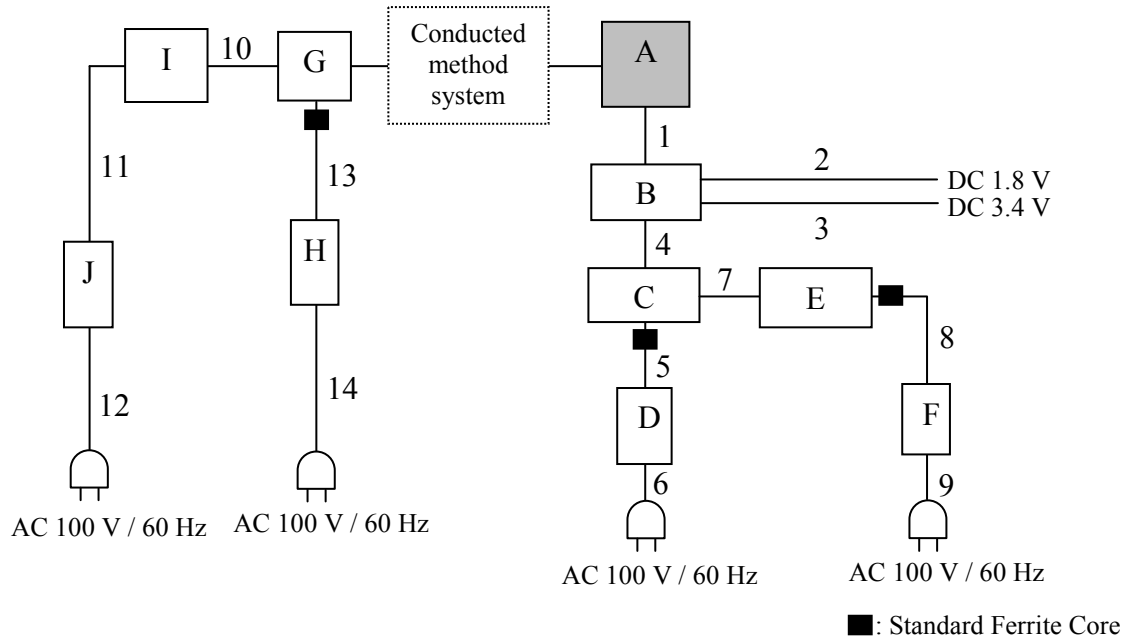 I
10
G
Conducted
method
system
A
1
11
13
B
2
DC 1.8 V
DC 3.4 V
3
J
H
4
C
7
E
5
8
12
14
D
F
6
9
AC 100 V / 60 Hz
AC 100 V / 60 Hz
AC 100 V / 60 Hz
AC 100 V / 60 Hz
: Standard Ferrite Core